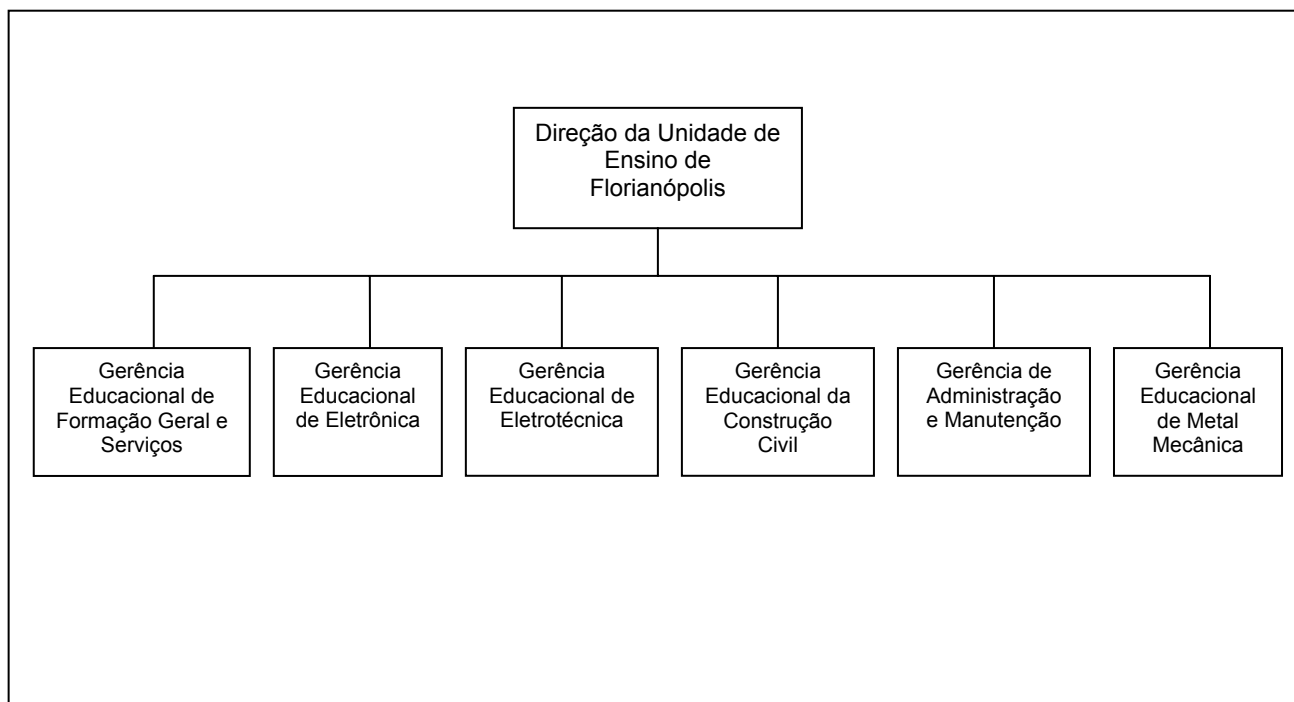 Direção da Unidade de
Ensino de
Florianópolis
Gerência
Educacional de
Formação Geral e
Serviços
Gerência
Educacional
de Eletrônica
Gerência
Educacional de
Eletrotécnica
Gerência
Educacional da
Construção
Civil
Gerência de
Administração
e Manutenção
Gerência
Educacional
de Metal
Mecânica